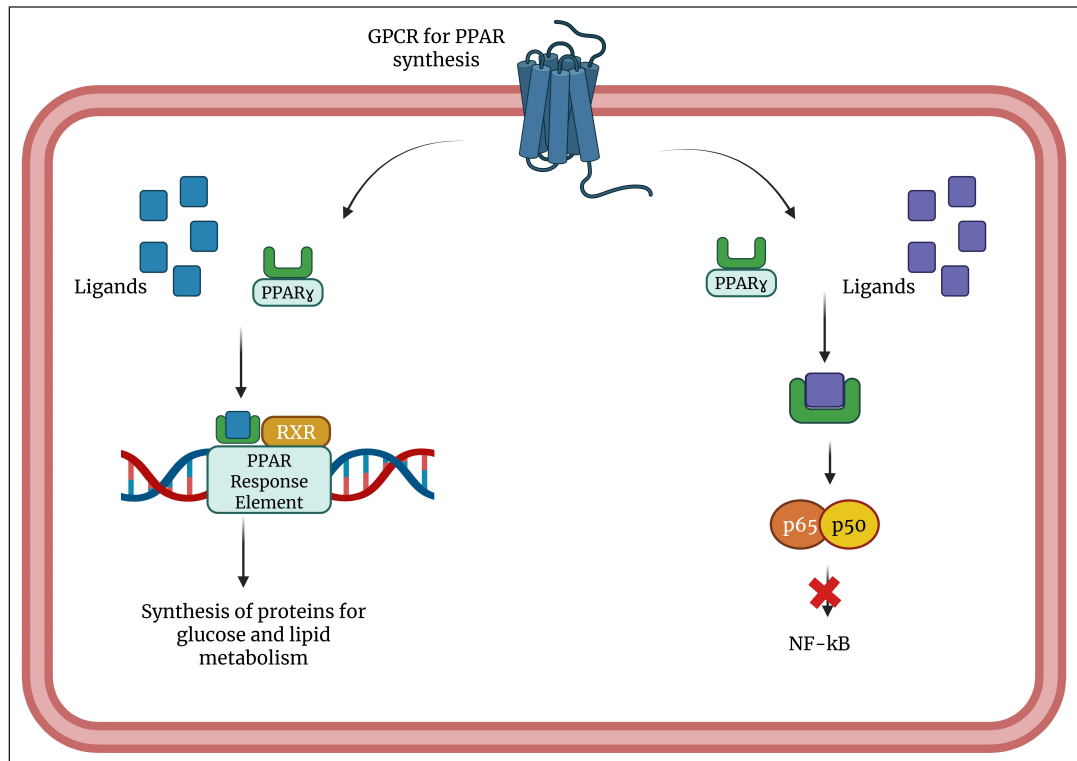 GPCR for PPAR
synthesis
Ligands
PPARɣ
RXR
PPAR
Response
Element
Synthesis of proteins for
glucose and lipid
metabolism
PPARɣ
Ligands
p65
p50
NF-kB